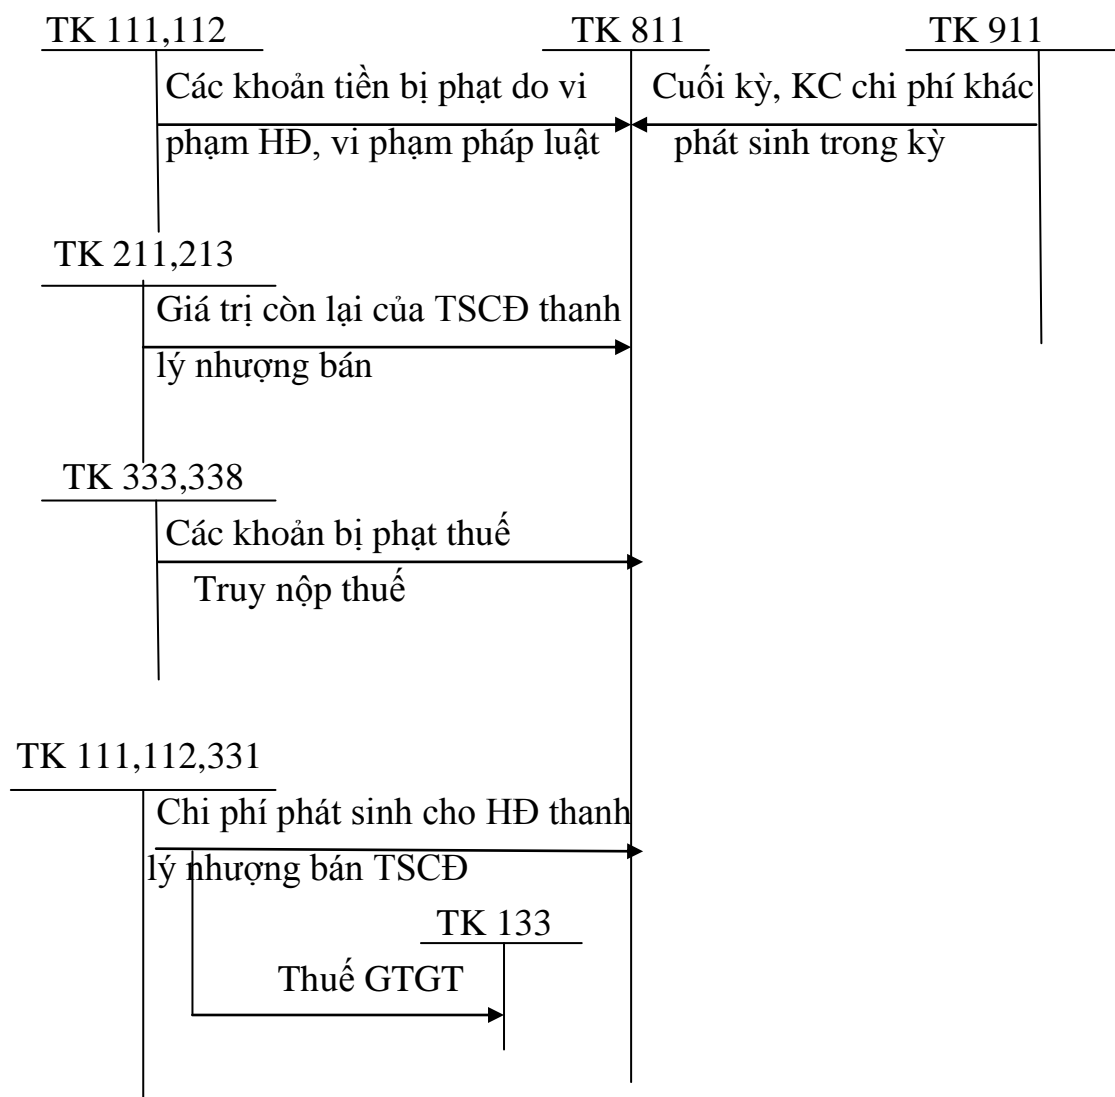 TK 111,112
TK 811
TK 911
Các khoản tiền bị phạt do vi
phạm HĐ, vi phạm pháp luật
Cuối kỳ, KC chi phí khác
phát sinh trong kỳ
TK 211,213
Giá trị còn lại của TSCĐ thanh
lý nhượng bán
TK 333,338
Các khoản bị phạt thuế
Truy nộp thuế
TK 111,112,331
Chi phí phát sinh cho HĐ thanh
lý nhượng bán TSCĐ
TK 133
Thuế GTGT